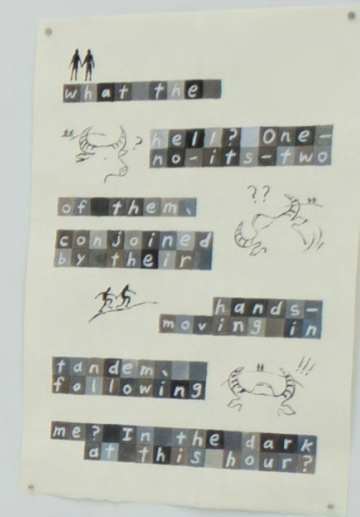 what the
?
hell? One-
no-its-two
of them,
??
conjoined
by their
hands-
moving in
tandem,
following
!!!
me? In the dark
at this hour?